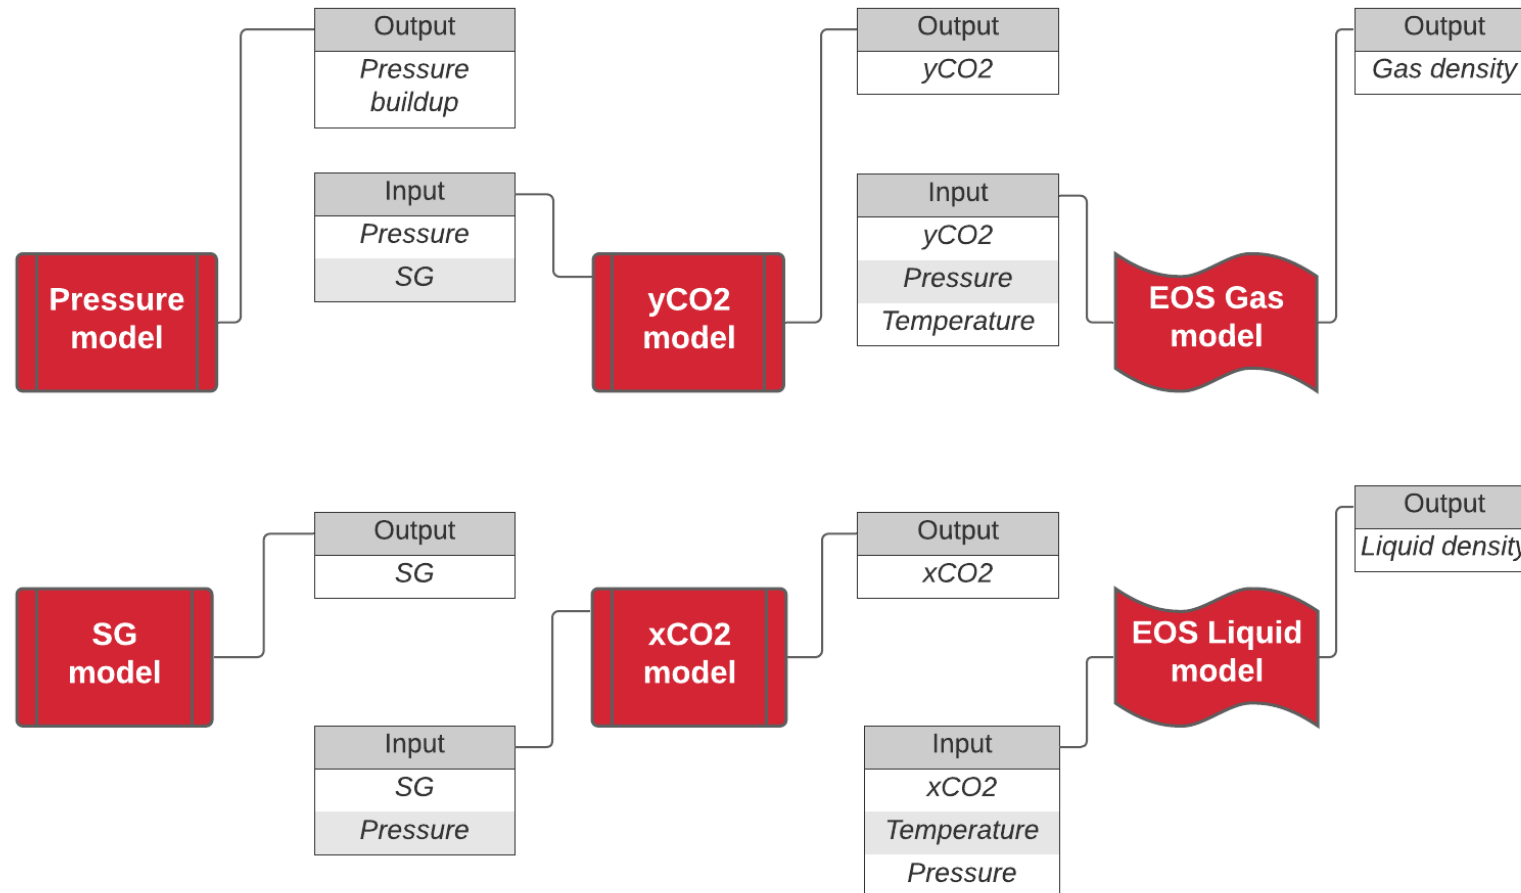 Output
Pressure
buildup
Output
yCO2
Output
Gas density
Input
Pressure
SG
Input
yCO2
Pressure
Temperature
Pressure
model
yCO2
model
EOS Gas
model
Output
SG
Output
xCO2
Output
Liquid density
SG
model
xCO2
model
EOS Liquid
model
Input
SG
Pressure
Input
xCO2
Temperature
Pressure